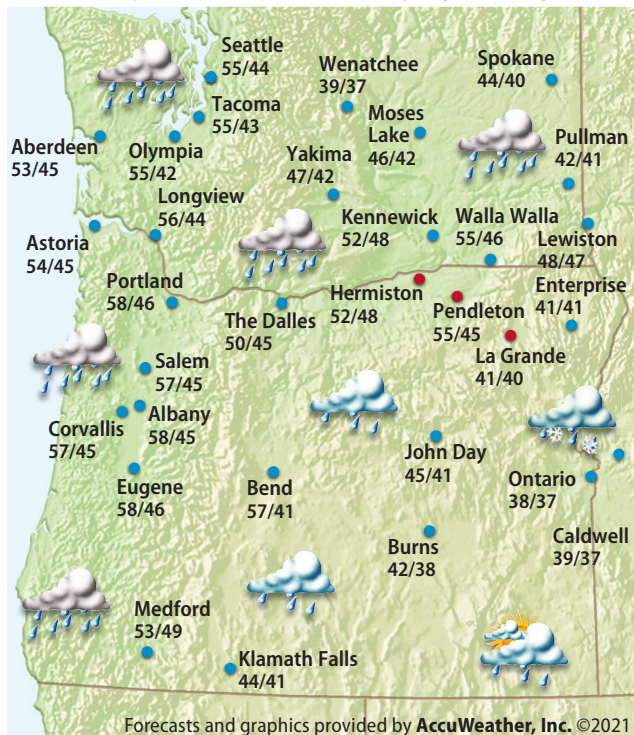 Seattle
55/44
Tacoma
55/43
Wenatchee
39/37
Spokane
44/40
Moses
Lake
46/42
Pullman
42/41
Aberdeen
53/45
Olympia
55/42
Yakima
47/42
Longview
56/44
Kennewick
52/48
Walla Walla
55/46
Lewiston
48/47
Astoria
54/45
Portland
58/46
The Dalles
50/45
Hermiston
52/48
Pendleton
55/45
Enterprise
41/41
La Grande
41/40
Salem
57/45
Albany
58/45
Corvallis
57/45
John Day
45/41
Ontario
38/37
Eugene
58/46
Bend
57/41
Caldwell
39/37
Burns
42/38
Medford
53/49
Klamath Falls
44/41
Forecasts and graphics provided by AccuWeather, Inc. ©2021